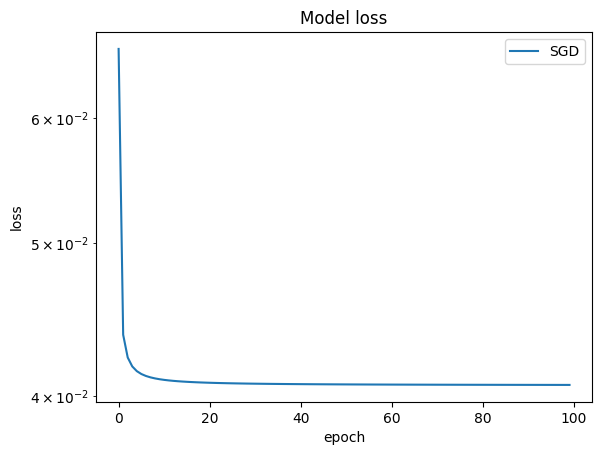 Model loss
SGD
6 × 10⁻²
5 × 10⁻²
4 × 10⁻²
loss
0 20 40 60 80 100
epoch